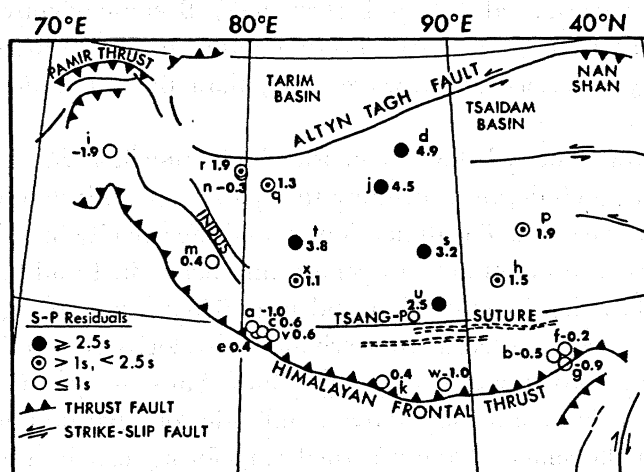 70°E 80°E 90°E 40°N
PAMIR THRUST
TARIM
BASIN
ALTYN TAGH FAULT
NAN
SHAN
TSAIDAM
BASIN
i
-1.9
d
4.9
r 1.9
n -0.3
1.3
q
j 4.5
INDUS
m
0.4
t
3.8
s
3.2
p
1.9
x
1.1
h
1.5
u
2.5
TSANG-P
SUTURE
a -1.0
c 0.6
v 0.6
e 0.4
f-0.2
b-0.5
-0.9
g
0.4
k
w-1.0
HIMALAYAN FRONTAL THRUST
S-P Residuals
≥ 2.5s
> 1s, < 2.5s
≤ 1s
THRUST FAULT
STRIKE-SLIP FAULT